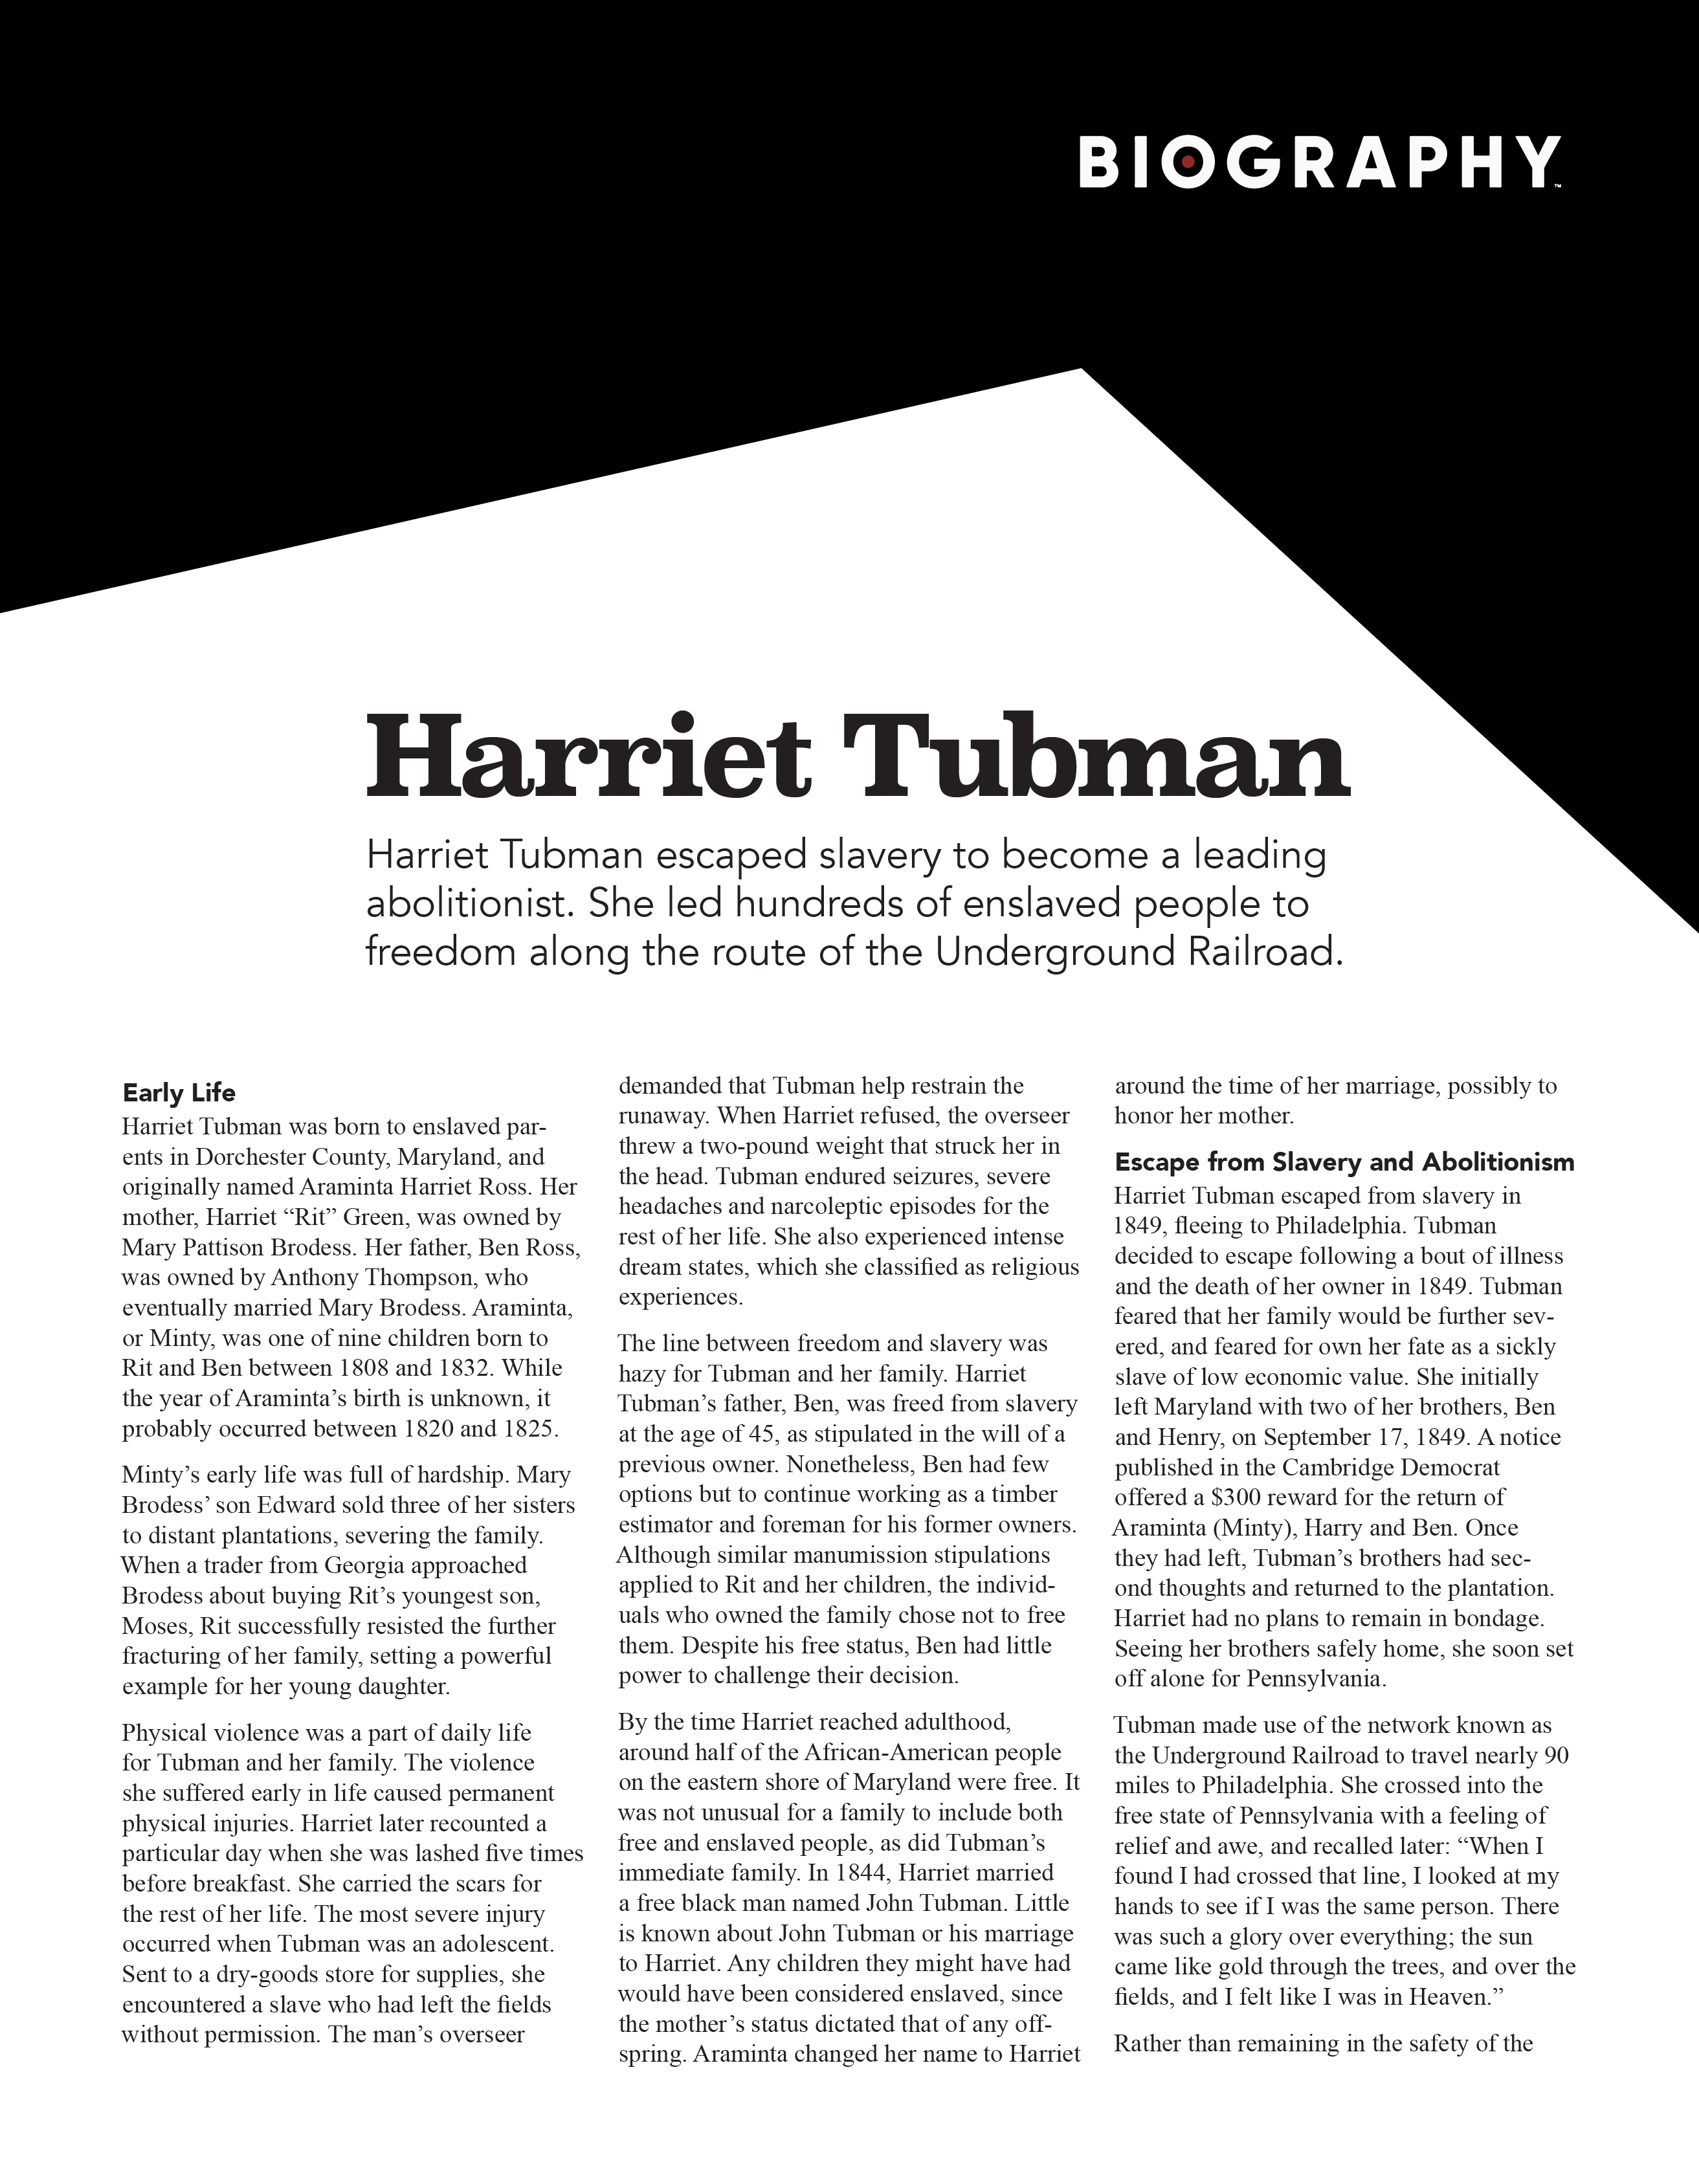 BIOGRAPHY™
Harriet Tubman
Harriet Tubman escaped slavery to become a leading
abolitionist. She led hundreds of enslaved people to
freedom along the route of the Underground Railroad.
Early Life
Harriet Tubman was born to enslaved par-
ents in Dorchester County, Maryland, and
originally named Araminta Harriet Ross. Her
mother, Harriet “Rit” Green, was owned by
Mary Pattison Brodess. Her father, Ben Ross,
was owned by Anthony Thompson, who
eventually married Mary Brodess. Araminta,
or Minty, was one of nine children born to
Rit and Ben between 1808 and 1832. While
the year of Araminta’s birth is unknown, it
probably occurred between 1820 and 1825.
Minty’s early life was full of hardship. Mary
Brodess’ son Edward sold three of her sisters
to distant plantations, severing the family.
When a trader from Georgia approached
Brodess about buying Rit’s youngest son,
Moses, Rit successfully resisted the further
fracturing of her family, setting a powerful
example for her young daughter.
Physical violence was a part of daily life
for Tubman and her family. The violence
she suffered early in life caused permanent
physical injuries. Harriet later recounted a
particular day when she was lashed five times
before breakfast. She carried the scars for
the rest of her life. The most severe injury
occurred when Tubman was an adolescent.
Sent to a dry-goods store for supplies, she
encountered a slave who had left the fields
without permission. The man’s overseer
demanded that Tubman help restrain the
runaway. When Harriet refused, the overseer
threw a two-pound weight that struck her in
the head. Tubman endured seizures, severe
headaches and narcoleptic episodes for the
rest of her life. She also experienced intense
dream states, which she classified as religious
experiences.
The line between freedom and slavery was
hazy for Tubman and her family. Harriet
Tubman’s father, Ben, was freed from slavery
at the age of 45, as stipulated in the will of a
previous owner. Nonetheless, Ben had few
options but to continue working as a timber
estimator and foreman for his former owners.
Although similar manumission stipulations
applied to Rit and her children, the individ-
uals who owned the family chose not to free
them. Despite his free status, Ben had little
power to challenge their decision.
By the time Harriet reached adulthood,
around half of the African-American people
on the eastern shore of Maryland were free. It
was not unusual for a family to include both
free and enslaved people, as did Tubman’s
immediate family. In 1844, Harriet married
a free black man named John Tubman. Little
is known about John Tubman or his marriage
to Harriet. Any children they might have had
would have been considered enslaved, since
the mother’s status dictated that of any off-
spring. Araminta changed her name to Harriet
around the time of her marriage, possibly to
honor her mother.
Escape from Slavery and Abolitionism
Harriet Tubman escaped from slavery in
1849, fleeing to Philadelphia. Tubman
decided to escape following a bout of illness
and the death of her owner in 1849. Tubman
feared that her family would be further sev-
ered, and feared for own her fate as a sickly
slave of low economic value. She initially
left Maryland with two of her brothers, Ben
and Henry, on September 17, 1849. A notice
published in the Cambridge Democrat
offered a $300 reward for the return of
Araminta (Minty), Harry and Ben. Once
they had left, Tubman’s brothers had sec-
ond thoughts and returned to the plantation.
Harriet had no plans to remain in bondage.
Seeing her brothers safely home, she soon set
off alone for Pennsylvania.
Tubman made use of the network known as
the Underground Railroad to travel nearly 90
miles to Philadelphia. She crossed into the
free state of Pennsylvania with a feeling of
relief and awe, and recalled later: “When I
found I had crossed that line, I looked at my
hands to see if I was the same person. There
was such a glory over everything; the sun
came like gold through the trees, and over the
fields, and I felt like I was in Heaven.”
Rather than remaining in the safety of the